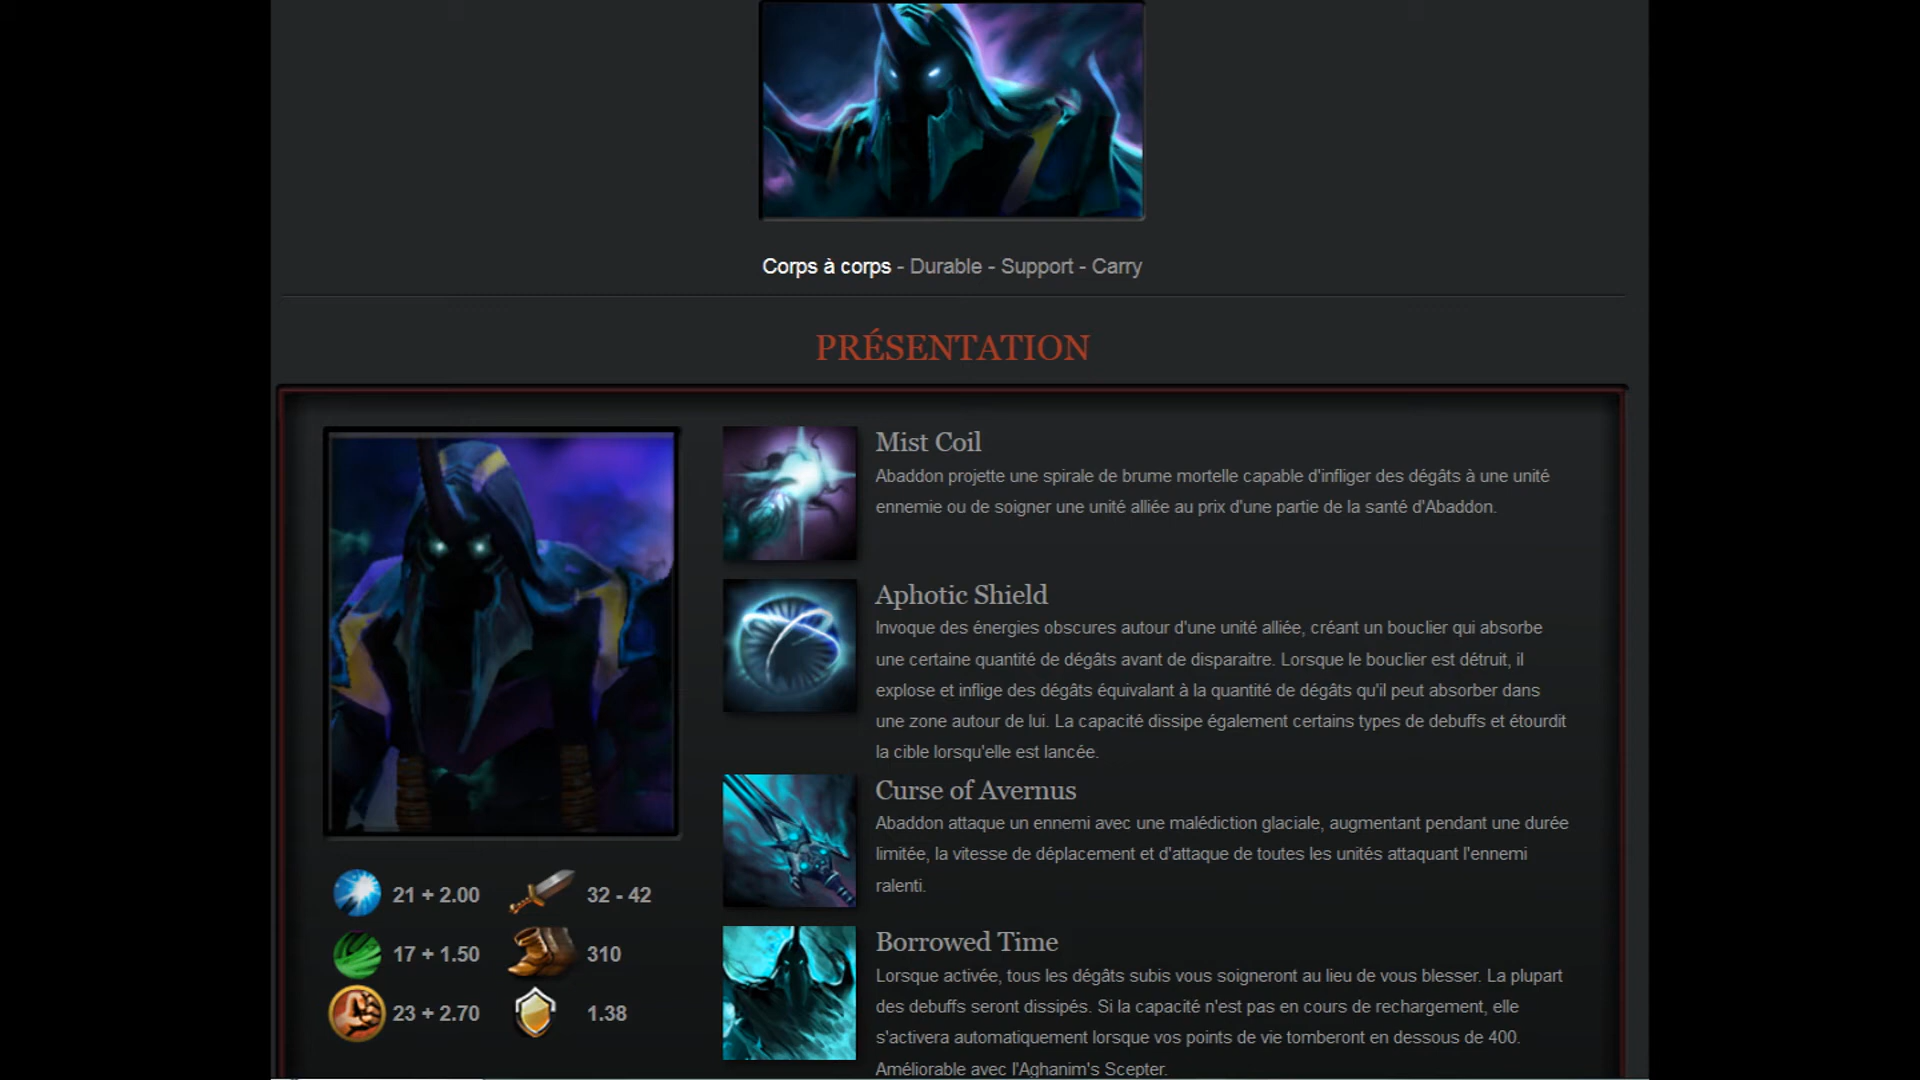 Corps à corps - Durable - Support - Carry
PRÉSENTATION
Mist Coil
Abaddon projette une spirale de brume mortelle capable d'infliger des dégâts à une unité
ennemie ou de soigner une unité alliée au prix d'une partie de la santé d'Abaddon.
Aphotic Shield
Invoque des énergies obscures autour d'une unité alliée, créant un bouclier qui absorbe
une certaine quantité de dégâts avant de disparaitre. Lorsque le bouclier est détruit, il
explose et inflige des dégâts équivalant à la quantité de dégâts qu'il peut absorber dans
une zone autour de lui. La capacité dissipe également certains types de debuffs et étourdit
la cible lorsqu'elle est lancée.
Curse of Avernus
Abaddon attaque un ennemi avec une malédiction glaciale, augmentant pendant une durée
limitée, la vitesse de déplacement et d'attaque de toutes les unités attaquant l'ennemi
ralenti.
Borrowed Time
Lorsque activée, tous les dégâts subis vous soigneront au lieu de vous blesser. La plupart
des debuffs seront dissipés. Si la capacité n'est pas en cours de rechargement, elle
s'activera automatiquement lorsque vos points de vie tomberont en dessous de 400.
Améliorable avec l'Aghanim's Scepter.
21 + 2.00 32 - 42
17 + 1.50 310
23 + 2.70 1.38